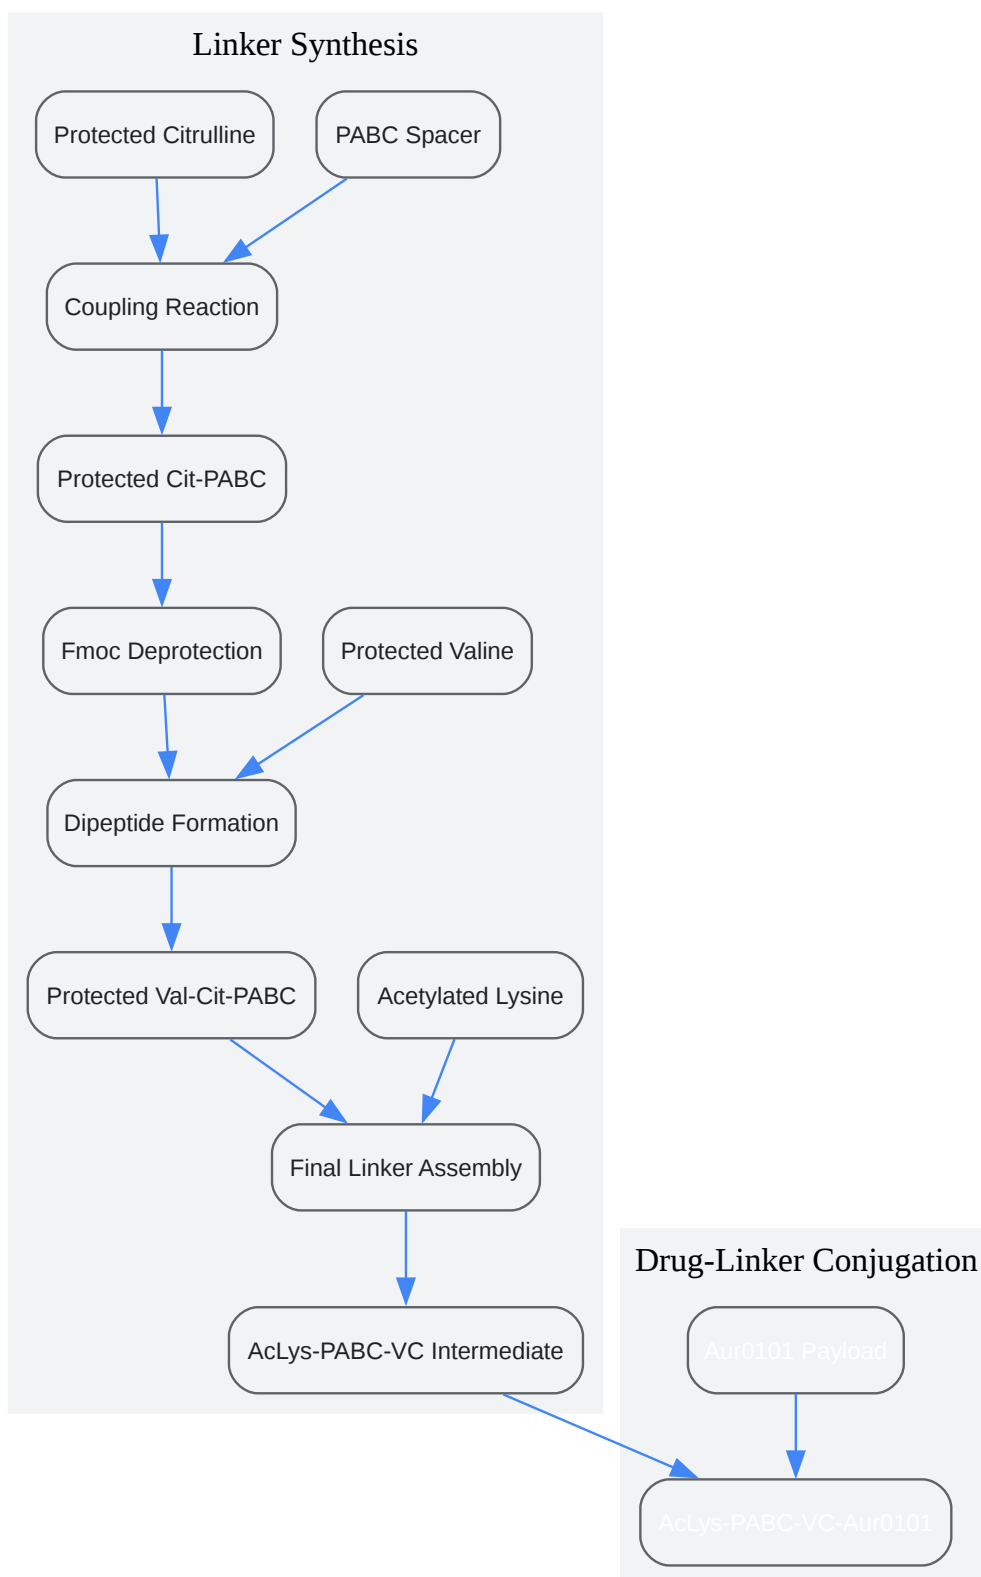 Linker Synthesis
Protected Citrulline
PABC Spacer
Coupling Reaction
Protected Cit-PABC
Fmoc Deprotection
Protected Valine
Dipeptide Formation
Protected Val-Cit-PABC
Acetylated Lysine
Final Linker Assembly
AcLys-PABC-VC Intermediate
Drug-Linker Conjugation
Aur0101 Payload
AcLys-PABC-VC-Aur0101